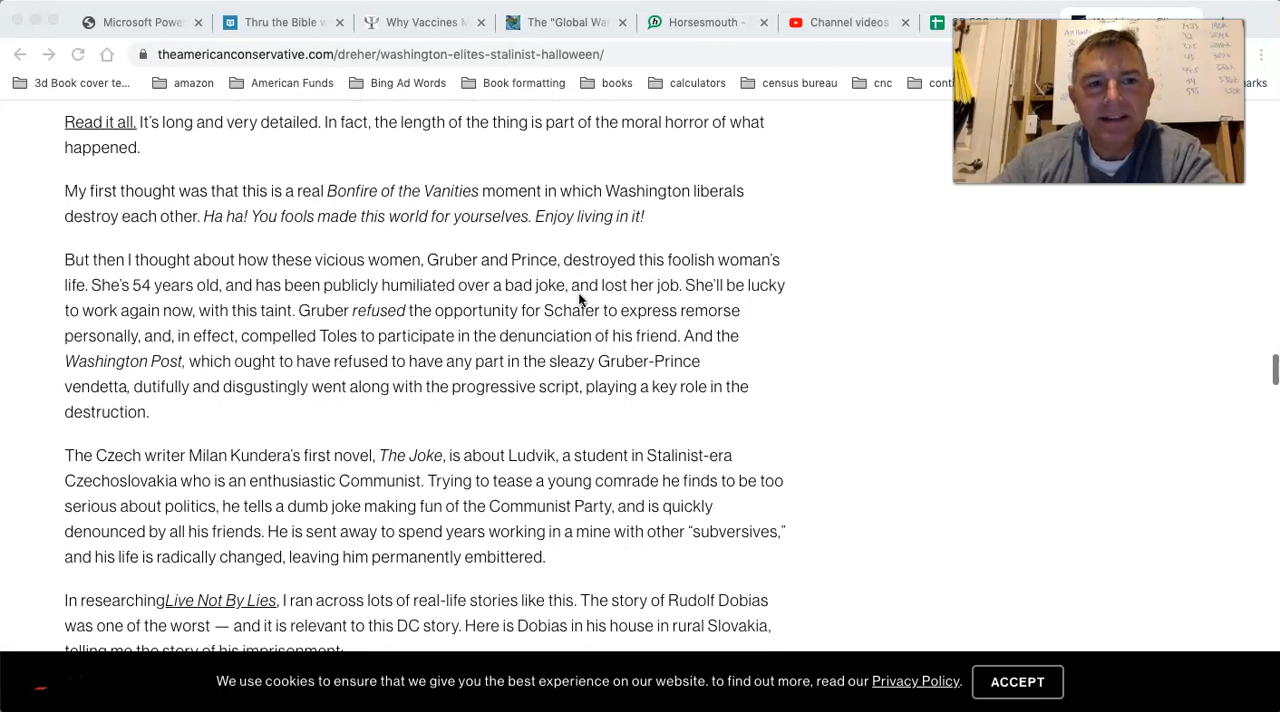 Microsoft Powe
Thru the Bible w
Why Vaccines M
The "Global Wa
Horsesmouth -
Channel videos
theamericanconservative.com/dreher/washington-elites-stalinist-halloween/
3d Book cover te...
amazon
American Funds
Bing Ad Words
Book formatting
books
calculators
census bureau
cnc
Read it all. It's long and very detailed. In fact, the length of the thing is part of the moral horror of what
happened.
My first thought was that this is a real Bonfire of the Vanities moment in which Washington liberals
destroy each other. Ha ha! You fools made this world for yourselves. Enjoy living in it!
But then I thought about how these vicious women, Gruber and Prince, destroyed this foolish woman's
life. She's 54 years old, and has been publicly humiliated over a bad joke, and lost her job. She'll be lucky
to work again now, with this taint. Gruber refused the opportunity for Schafer to express remorse
personally, and, in effect, compelled Toles to participate in the denunciation of his friend. And the
Washington Post, which ought to have refused to have any part in the sleazy Gruber-Prince
vendetta, dutifully and disgustingly went along with the progressive script, playing a key role in the
destruction.
The Czech writer Milan Kundera's first novel, The Joke, is about Ludvik, a student in Stalinist-era
Czechoslovakia who is an enthusiastic Communist. Trying to tease a young comrade he finds to be too
serious about politics, he tells a dumb joke making fun of the Communist Party, and is quickly
denounced by all his friends. He is sent away to spend years working in a mine with other “subversives,”
and his life is radically changed, leaving him permanently embittered.
In researching Live Not By Lies, I ran across lots of real-life stories like this. The story of Rudolf Dobias
was one of the worst — and it is relevant to this DC story. Here is Dobias in his house in rural Slovakia,
telling me the story of his imprisonment:
We use cookies to ensure that we give you the best experience on our website. to find out more, read our Privacy Policy.
ACCEPT